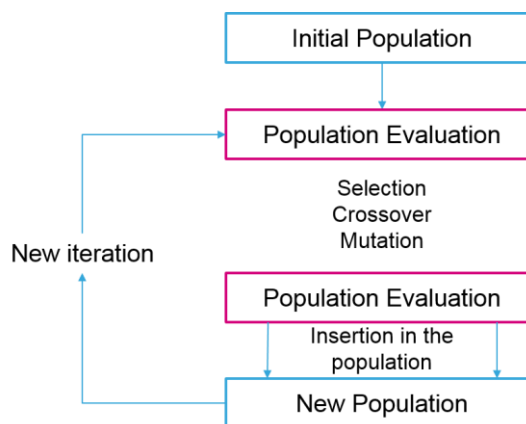 Initial Population
Population Evaluation
Selection
Crossover
Mutation
New iteration
Population Evaluation
Insertion in the
population
New Population